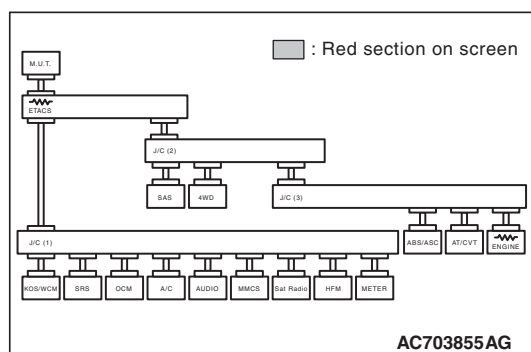 : Red section on screen
M.U.T.
ETACS
J/C (2)
SAS 4WD J/C (3)
J/C (1) ABS/ASC AT/CVT ENGINE
KOS/WCM SRS OCM A/C AUDIO MMCS Sat Radio HFM METER
AC703855AG